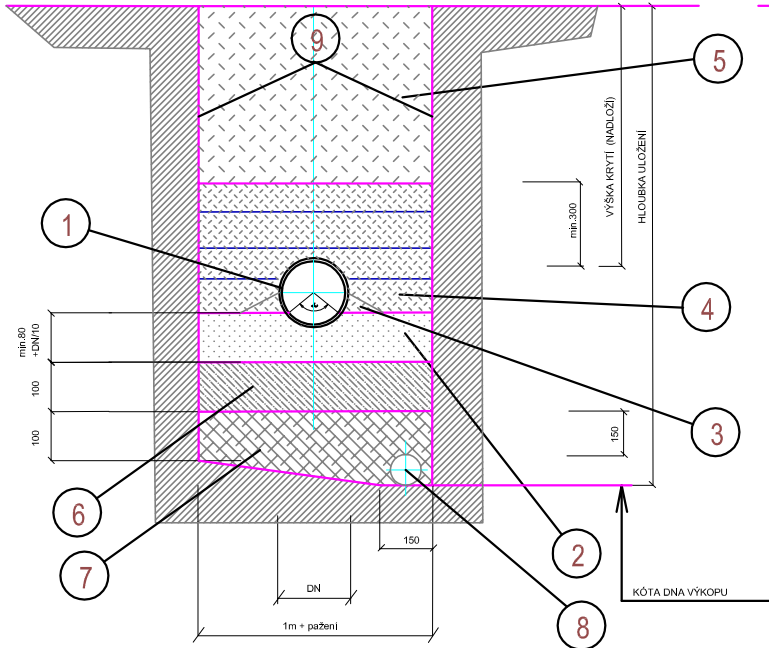 9
5
VÝŠKA KRYTÍ (NADLOŽÍ)
HLOUBKA ULOŽENÍ
min.300
1
4
min.80
+DN/10
3
100
150
100
6
2
150
7
DN
KÓTA DNA VÝKOPU
8
1m + pažení